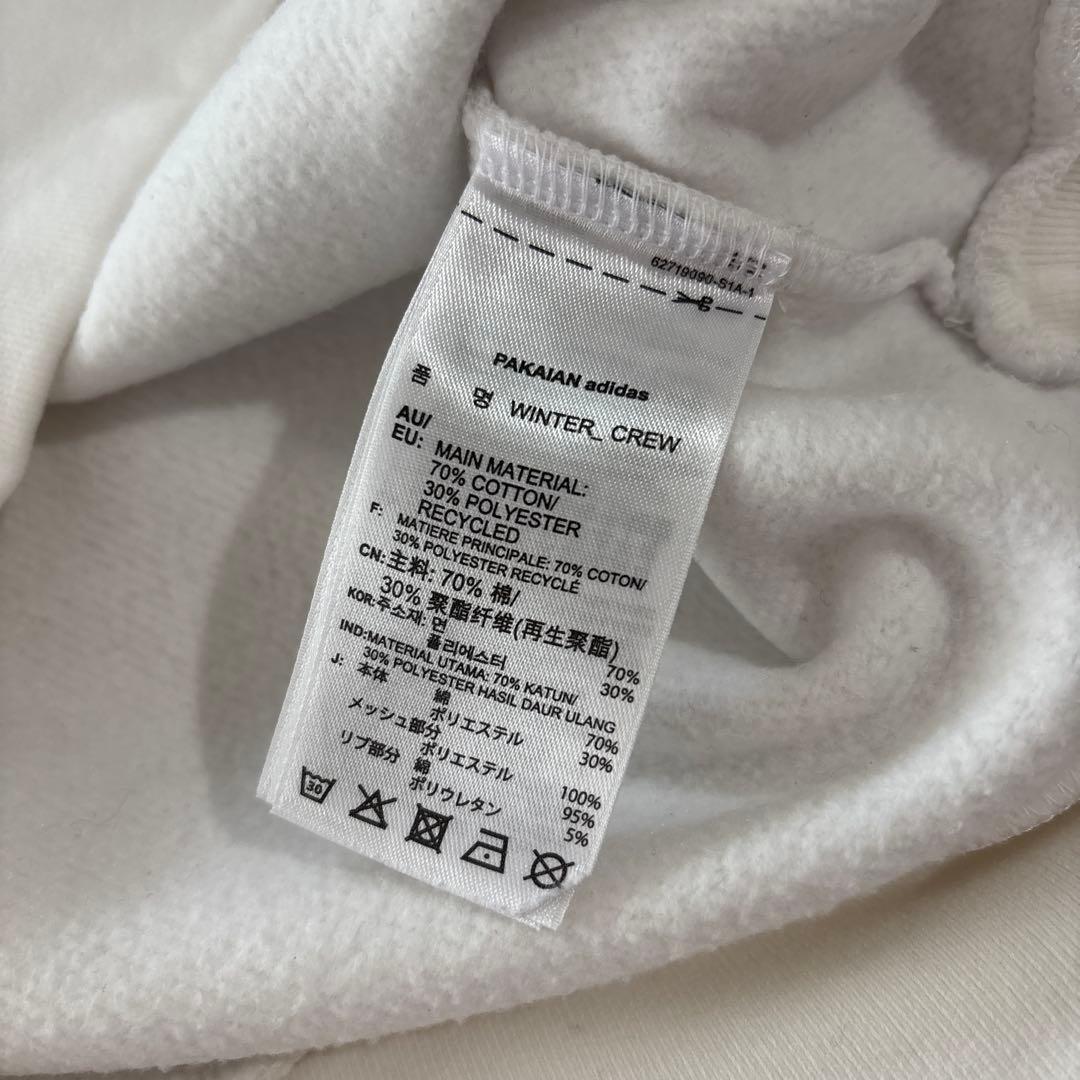 62719090-S1A-1
PAKAIAN adidas
품 명 WINTER_ CREW
AU/
EU: MAIN MATERIAL:
70% COTTON/
30% POLYESTER
RECYCLED
F: MATIERE PRINCIPALE: 70% COTON/
30% POLYESTER RECYCLÉ
CN: 主料: 70% 棉/
30% 聚酯纤维(再生聚酯)
KOR: 주소재: 면 70%
폴리에스터 30%
IND: MATERIAL UTAMA: 70% KATUN/
30% POLYESTER HASIL DAUR ULANG
J: 本体 綿 70%
ポリエステル 30%
メッシュ部分 ポリエステル 100%
リブ部分 綿 95%
ポリウレタン 5%
30